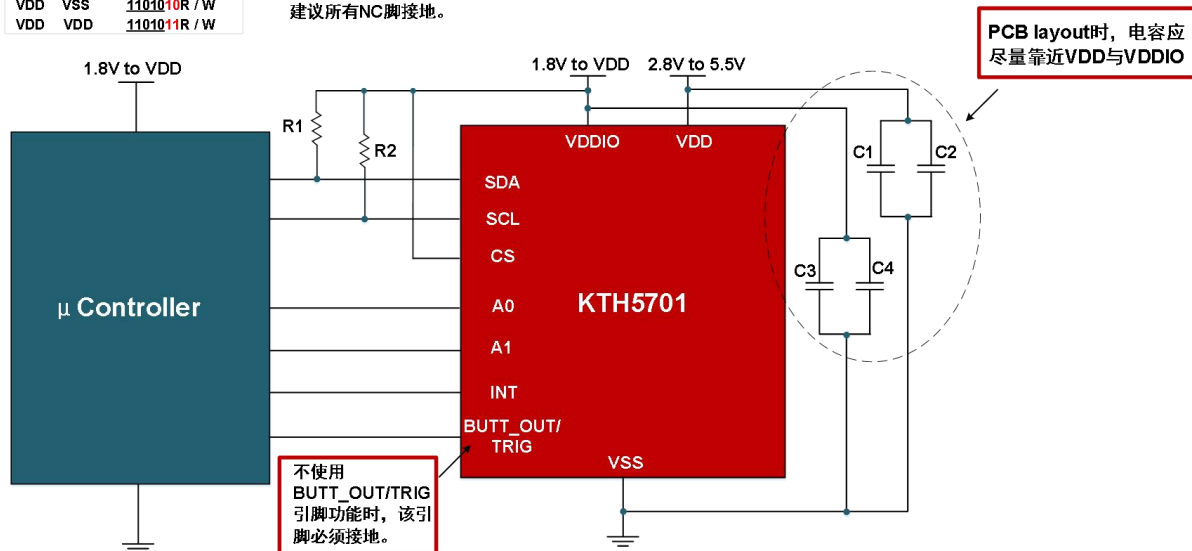 VDD VSS 1101010R / W
VDD VDD 1101011R / W
建议所有NC脚接地。
PCB layout时，电容应
尽量靠近VDD与VDDIO
1.8V to VDD
1.8V to VDD
2.8V to 5.5V
R1
R2
C1
C2
C3
C4
VDDIO
VDD
SDA
SCL
CS
A0
A1
INT
BUTT_OUT/
TRIG
VSS
μ Controller
KTH5701
不使用
BUTT_OUT/TRIG
引脚功能时，该引
脚必须接地。